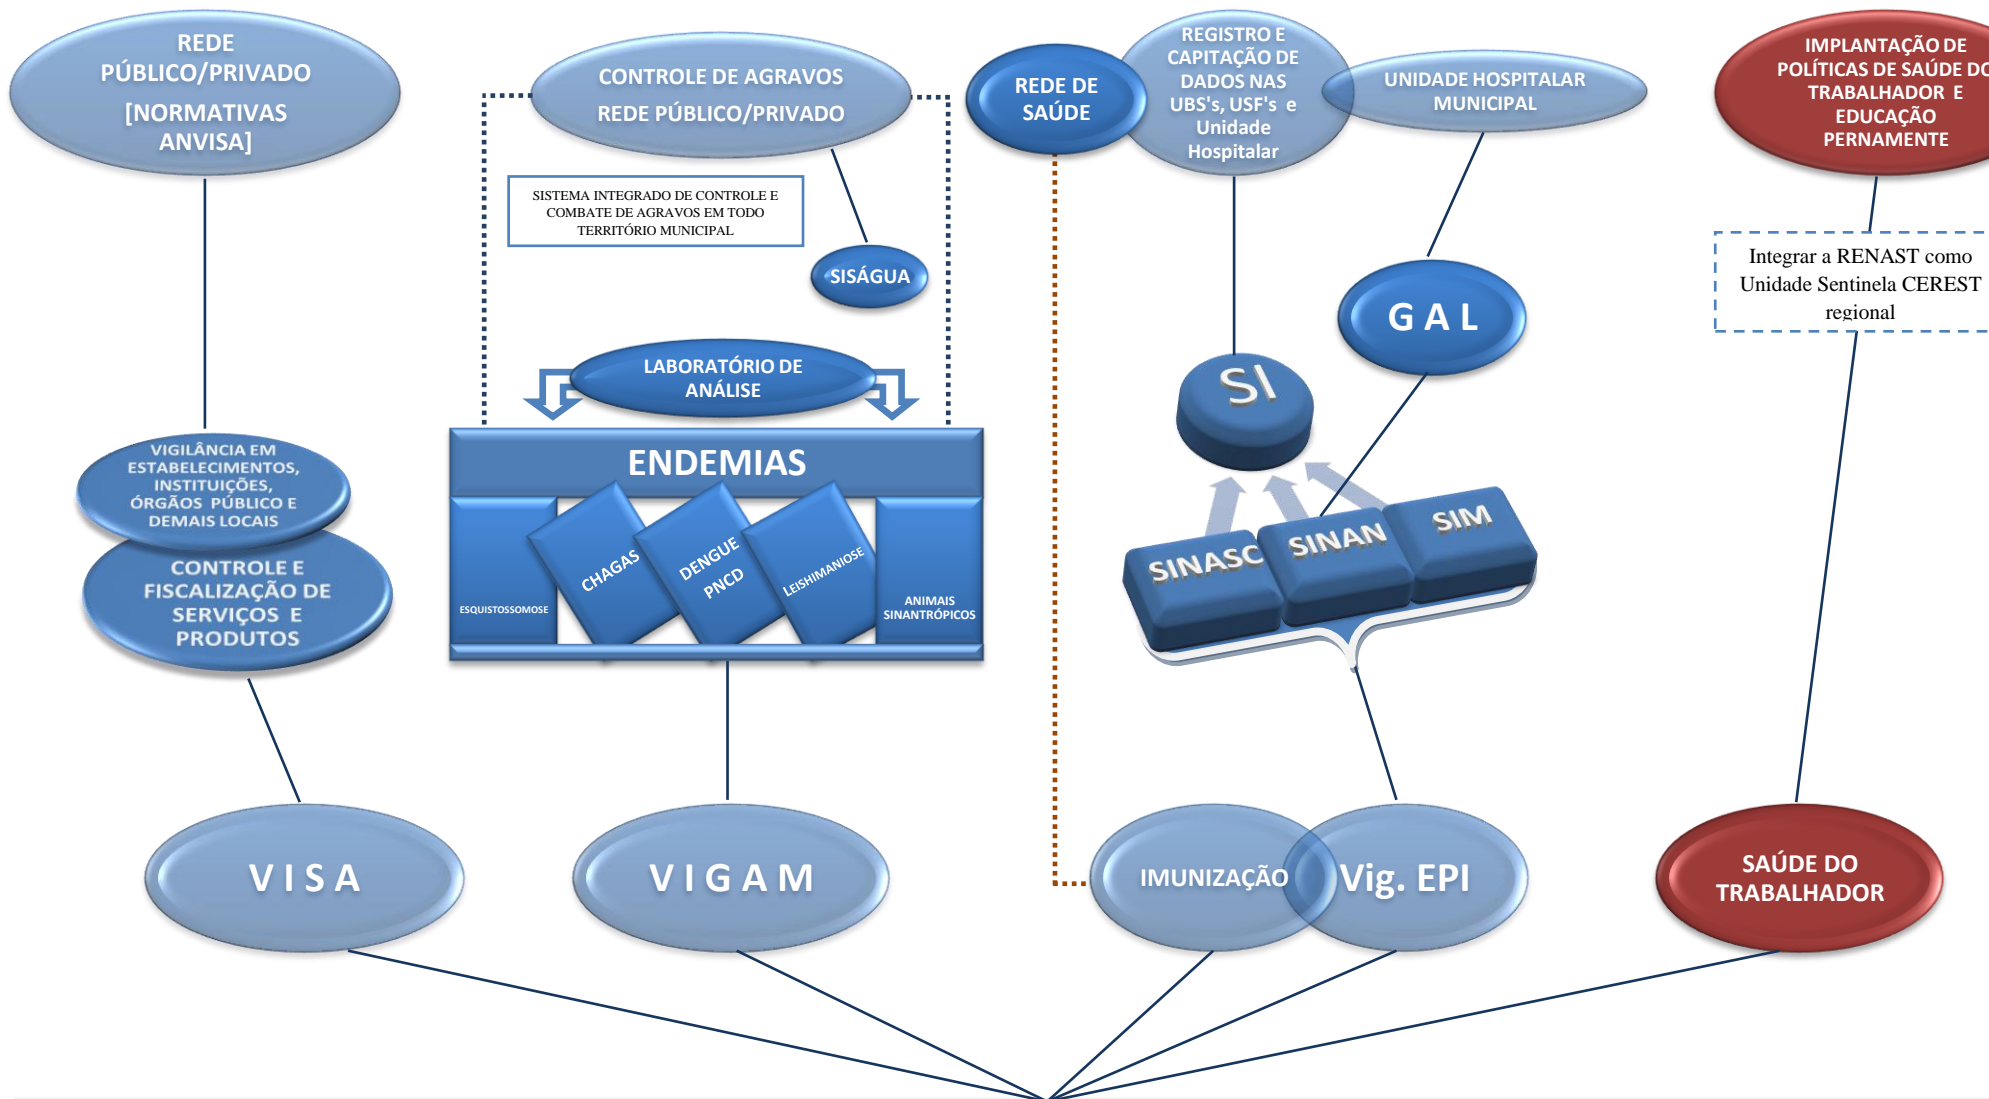 REDE
PÚBLICO/PRIVADO
[NORMATIVAS
ANVISA]
CONTROLE DE AGRAVOS
REDE PÚBLICO/PRIVADO
REDE DE
SAÚDE
REGISTRO E
CAPITAÇÃO DE
DADOS NAS
UBS's, USF's e
Unidade
Hospitalar
UNIDADE HOSPITALAR
MUNICIPAL
IMPLANTAÇÃO DE
POLÍTICAS DE SAÚDE DO
TRABALHADOR E
EDUCAÇÃO
PERNAMENTE
SISTEMA INTEGRADO DE CONTROLE E
COMBATE DE AGRAVOS EM TODO
TERRITÓRIO MUNICIPAL
SISÁGUA
Integrar a RENAST como
Unidade Sentinela CEREST
regional
G A L
LABORATÓRIO DE
ANÁLISE
SI
VIGILÂNCIA EM
ESTABELECIMENTOS,
INSTITUIÇÕES,
ÓRGÃOS PÚBLICO E
DEMAIS LOCAIS
CONTROLE E
FISCALIZAÇÃO DE
SERVIÇOS E
PRODUTOS
ENDEMIAS
ESQUISTOSSOMOSE
CHAGAS
DENGUE
PNCD
LEISHIMANIOSE
ANIMAIS
SINANTRÓPICOS
SINASC
SINAN
SIM
V I S A
V I G A M
IMUNIZAÇÃO
Vig. EPI
SAÚDE DO
TRABALHADOR